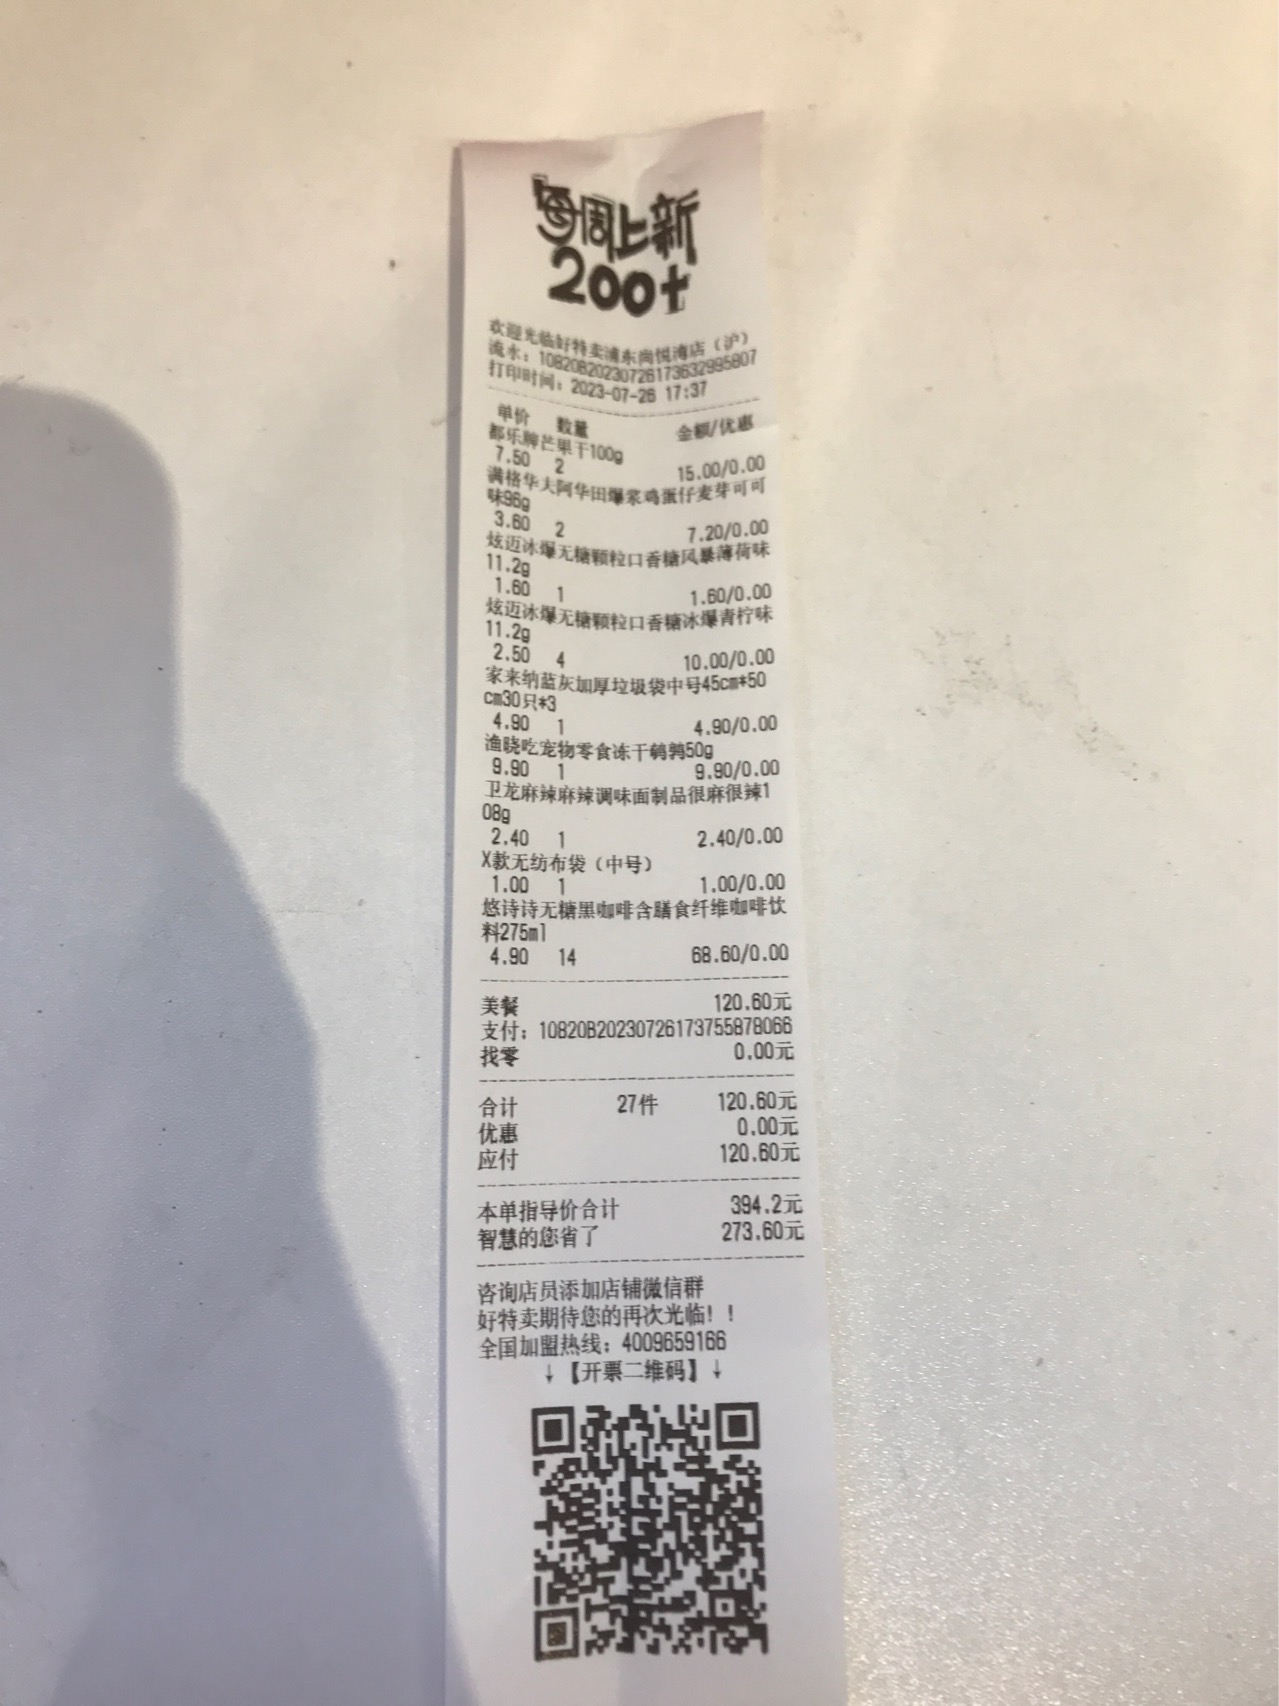 每周上新
200+
欢迎光临好特卖浦东尚悦湾店（沪）
流水：10820B20230726173632995807
打印时间：2023-07-26 17:37
单价 数量 金额/优惠
都乐牌芒果干100g
7.50 2 15.00/0.00
满格华夫阿华田爆浆鸡蛋仔麦芽可可
味96g
3.60 2 7.20/0.00
炫迈冰爆无糖颗粒口香糖风暴薄荷味
11.2g
1.60 1 1.60/0.00
炫迈冰爆无糖颗粒口香糖冰爆青柠味
11.2g
2.50 4 10.00/0.00
家来纳蓝灰加厚垃圾袋中号45cm*50
cm30只*3
4.90 1 4.90/0.00
渔晓吃宠物零食冻干鹌鹑50g
9.90 1 9.90/0.00
卫龙麻辣麻辣调味面制品很麻很辣1
08g
2.40 1 2.40/0.00
X款无纺布袋（中号）
1.00 1 1.00/0.00
悠诗诗无糖黑咖啡含膳食纤维咖啡饮
料275ml
4.90 14 68.60/0.00
美餐 120.60元
支付：10820B20230726173755878066
找零 0.00元
合计 27件 120.60元
优惠 0.00元
应付 120.60元
本单指导价合计 394.2元
智慧的您省了 273.60元
咨询店员添加店铺微信群
好特卖期待您的再次光临！！
全国加盟热线：4009659166
↓【开票二维码】↓